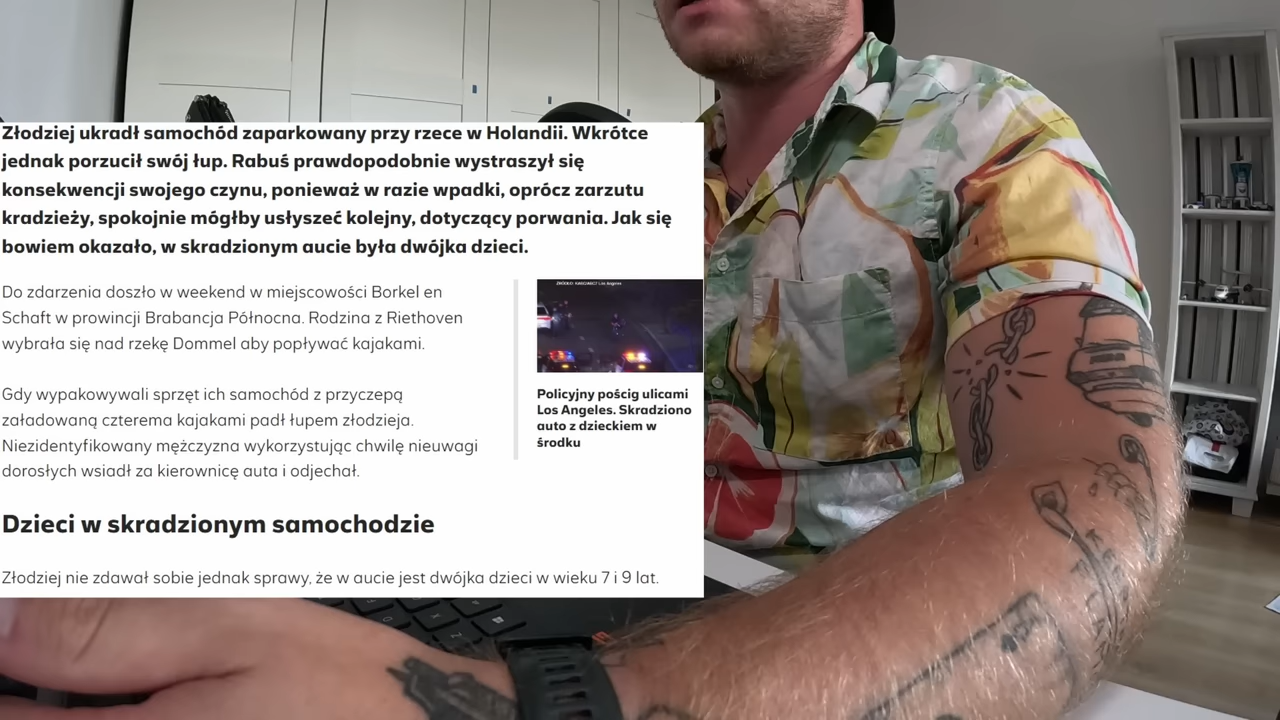 Złodziej ukradł samochód zaparkowany przy rzece w Holandii. Wkrótce
jednak porzucił swój łup. Rabuś prawdopodobnie wystraszył się
konsekwencji swojego czynu, ponieważ w razie wpadki, oprócz zarzutu
kradzieży, spokojnie mógłby usłyszeć kolejny, dotyczący porwania. Jak się
bowiem okazało, w skradzionym aucie była dwójka dzieci.
Do zdarzenia doszło w weekend w miejscowości Borkel en
Schaft w prowincji Brabancja Północna. Rodzina z Riethoven
wybrała się nad rzekę Dommel aby popływać kajakami.
Gdy wypakowywali sprzęt ich samochód z przyczepą
załadowaną czterema kajakami padł łupem złodzieja.
Niezidentyfikowany mężczyzna wykorzystując chwilę nieuwagi
dorosłych wsiadł za kierownicę auta i odjechał.
Policyjny pościg ulicami
Los Angeles. Skradziono
auto z dzieckiem w
środku
Dzieci w skradzionym samochodzie
Złodziej nie zdawał sobie jednak sprawy, że w aucie jest dwójka dzieci w wieku 7 i 9 lat.